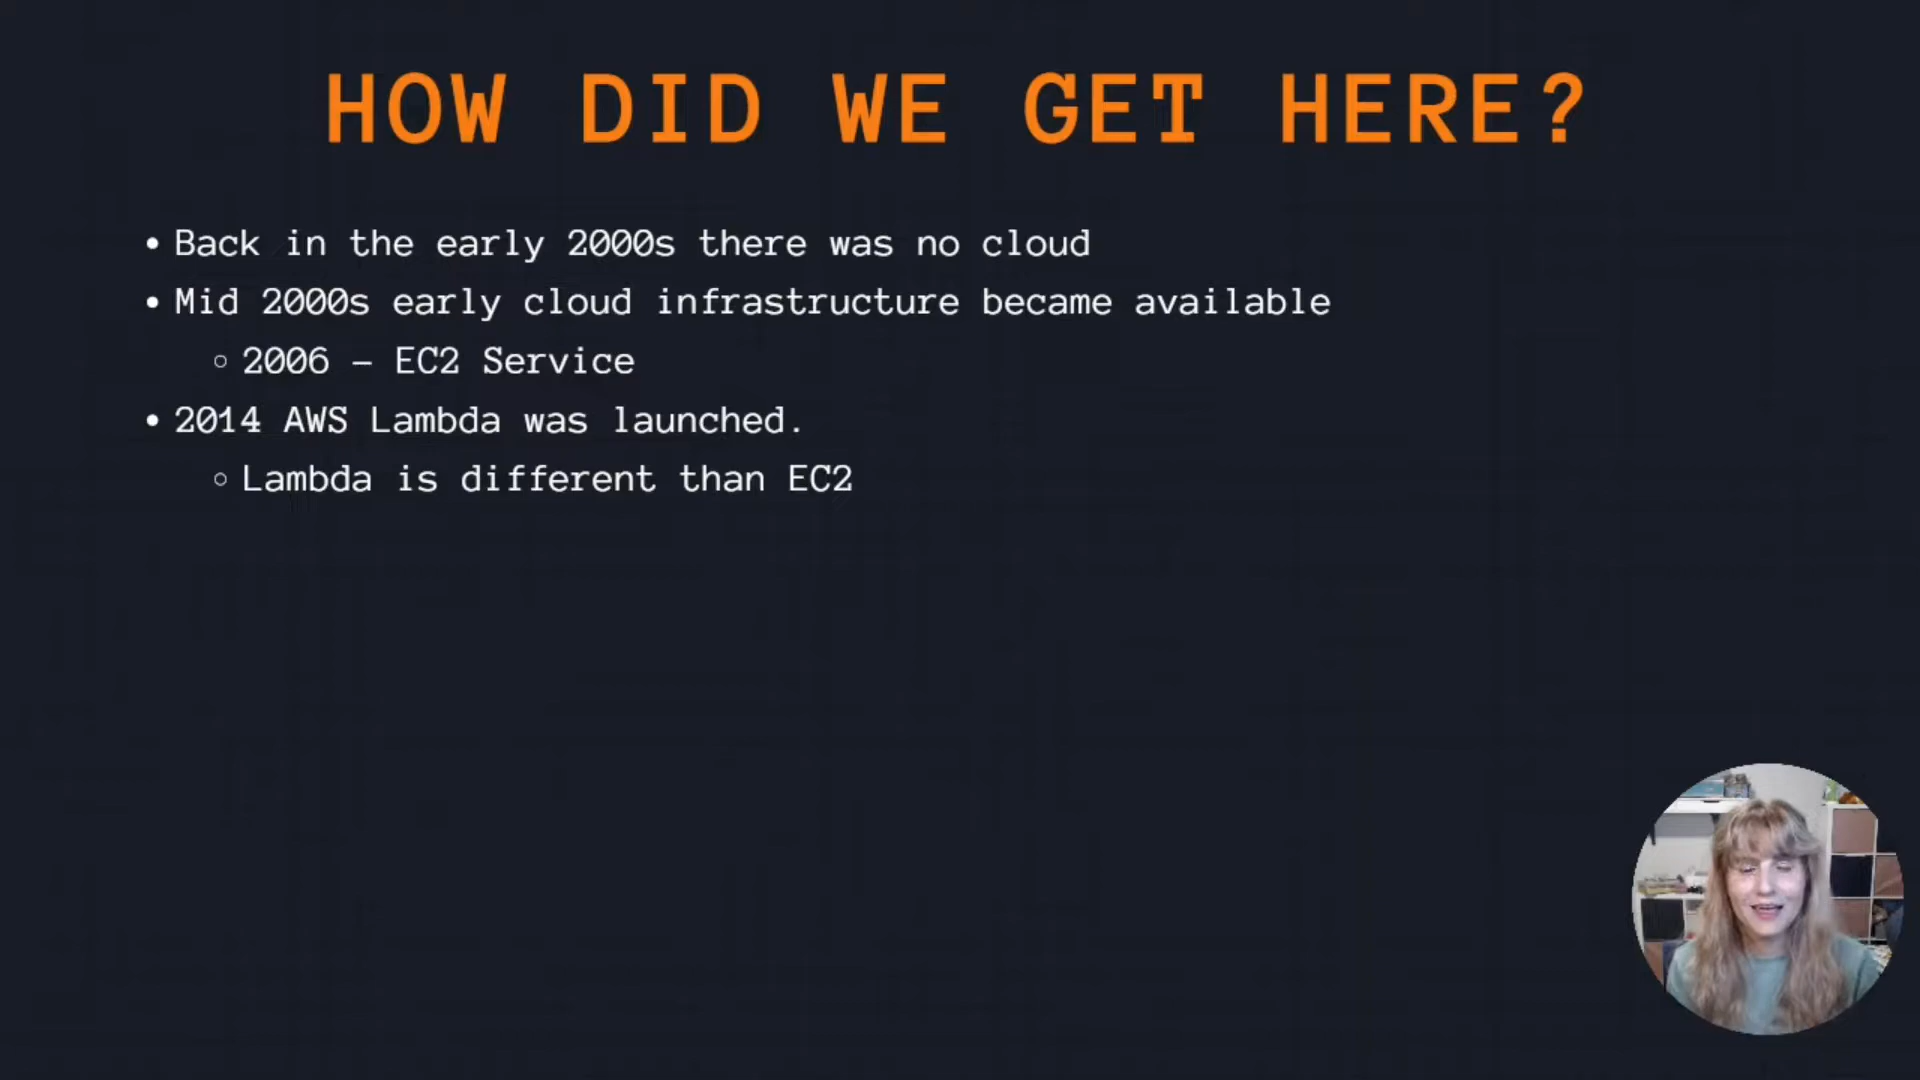 HOW DID WE GET HERE?
• Back in the early 2000s there was no cloud
• Mid 2000s early cloud infrastructure became available
◦ 2006 – EC2 Service
• 2014 AWS Lambda was launched.
◦ Lambda is different than EC2